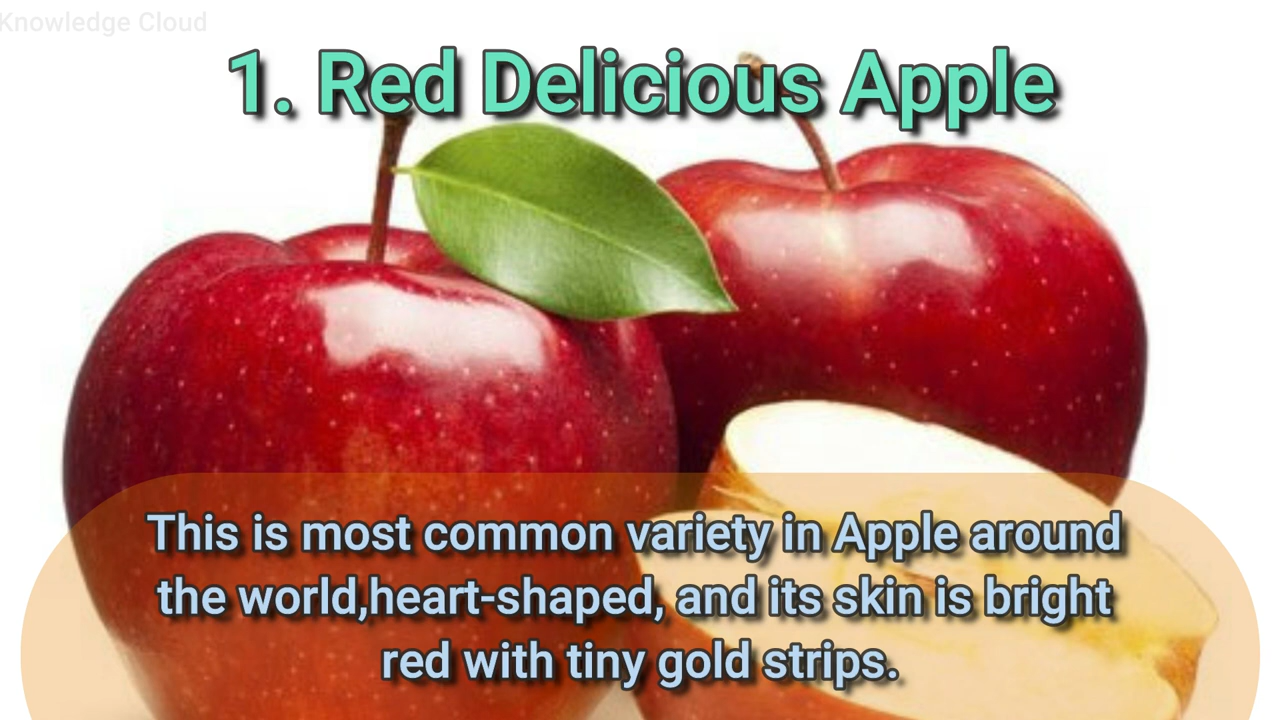 Knowledge Cloud
1. Red Delicious Apple
This is most common variety in Apple around
the world,heart-shaped, and its skin is bright
red with tiny gold strips.